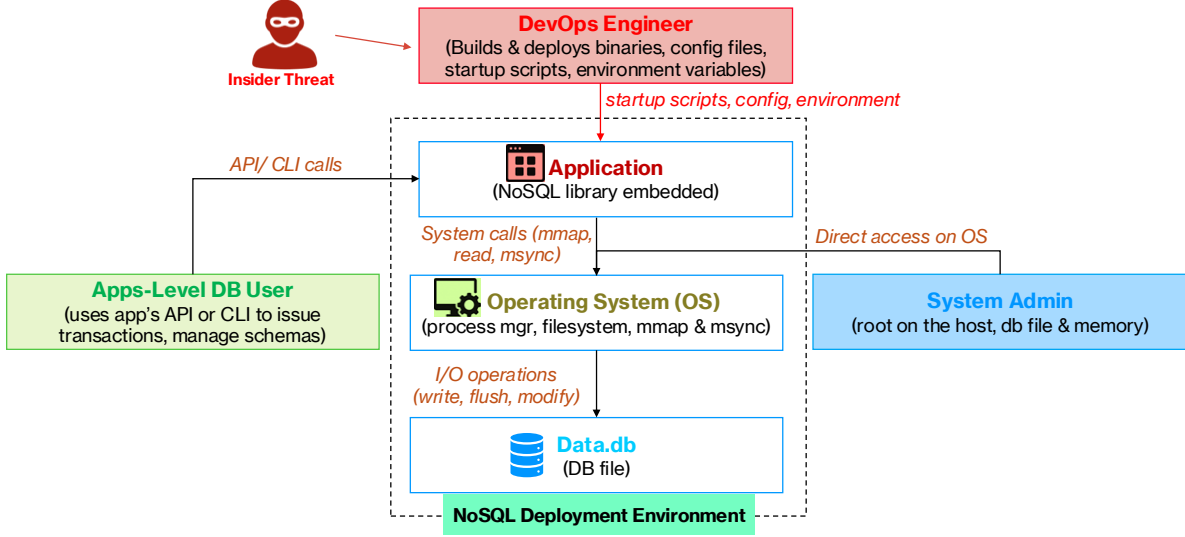 DevOps Engineer
(Builds & deploys binaries, config files,
startup scripts, environment variables)
Insider Threat
startup scripts, config, environment
API/ CLI calls
Application
(NoSQL library embedded)
System calls (mmap,
read, msync)
Direct access on OS
Apps-Level DB User
(uses app's API or CLI to issue
transactions, manage schemas)
Operating System (OS)
(process mgr, filesystem, mmap & msync)
System Admin
(root on the host, db file & memory)
I/O operations
(write, flush, modify)
Data.db
(DB file)
NoSQL Deployment Environment